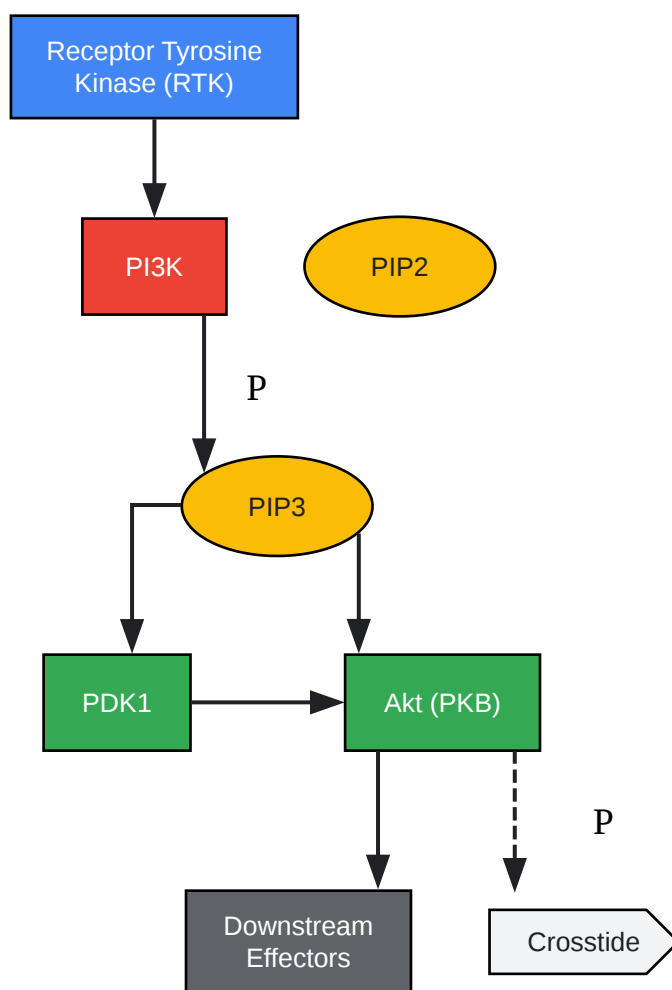 Receptor Tyrosine
Kinase (RTK)
PI3K
PIP2
P
PIP3
PDK1
Akt (PKB)
P
Downstream
Effectors
Crosstide